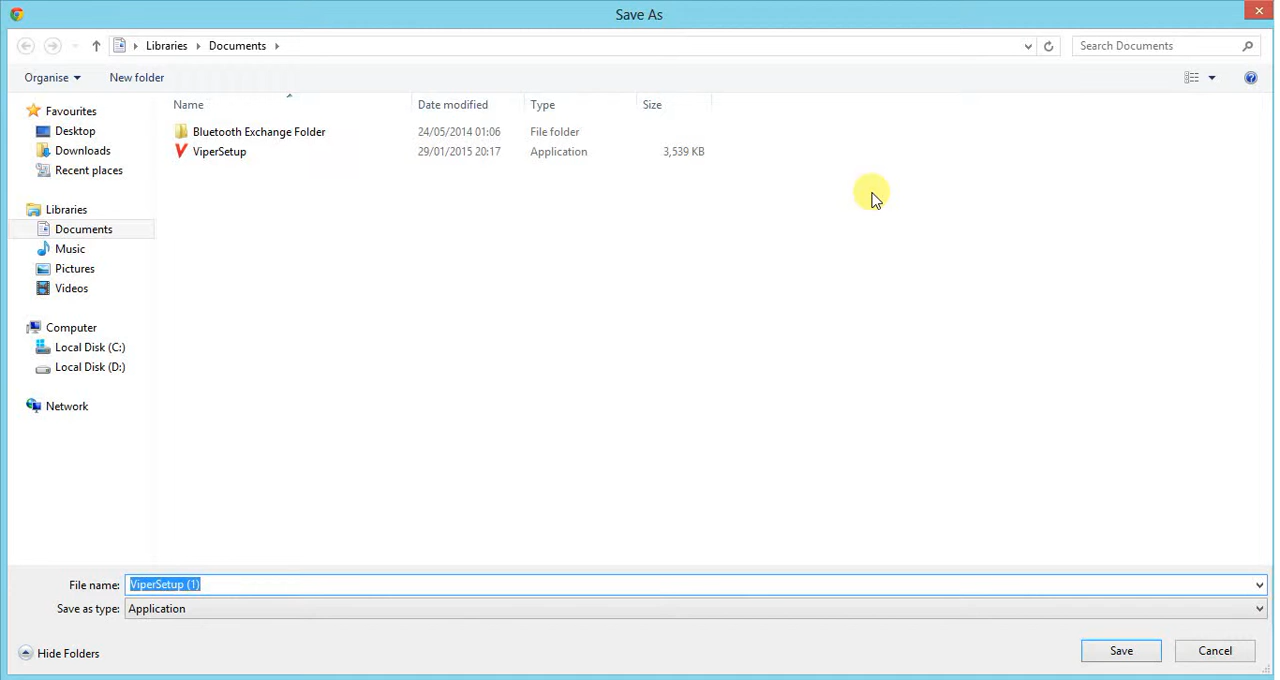 Save As
Libraries Documents
Search Documents
Organise New folder
Name Date modified Type Size
Bluetooth Exchange Folder 24/05/2014 01:06 File folder
ViperSetup 29/01/2015 20:17 Application 3,539 KB
Favourites
Desktop
Downloads
Recent places
Libraries
Documents
Music
Pictures
Videos
Computer
Local Disk (C:)
Local Disk (D:)
Network
File name: ViperSetup (1)
Save as type: Application
Hide Folders
Save Cancel